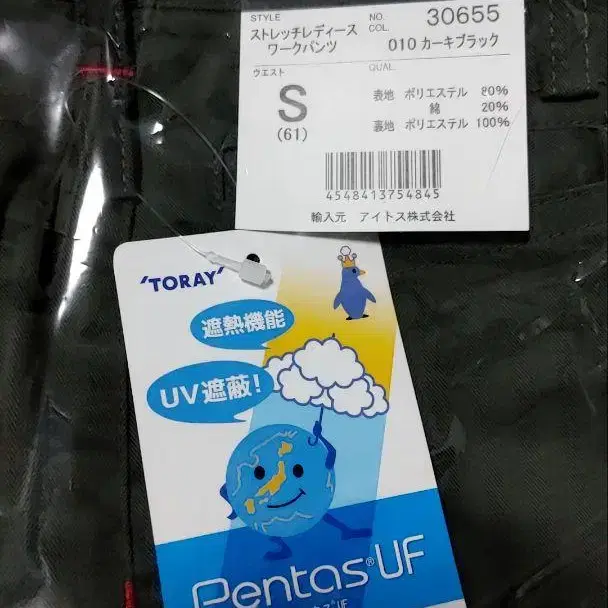 STYLE
ストレッチレディース
ワークパンツ
NO. 30655
COL.
010 カーキブラック
ウエスト
S
(61)
QUAL.
表地 ポリエステル 80%
綿 20%
裏地 ポリエステル 100%
4548413754845
輸入元 アイトス株式会社
'TORAY'
遮熱機能
UV遮蔽!
Pentas® UF